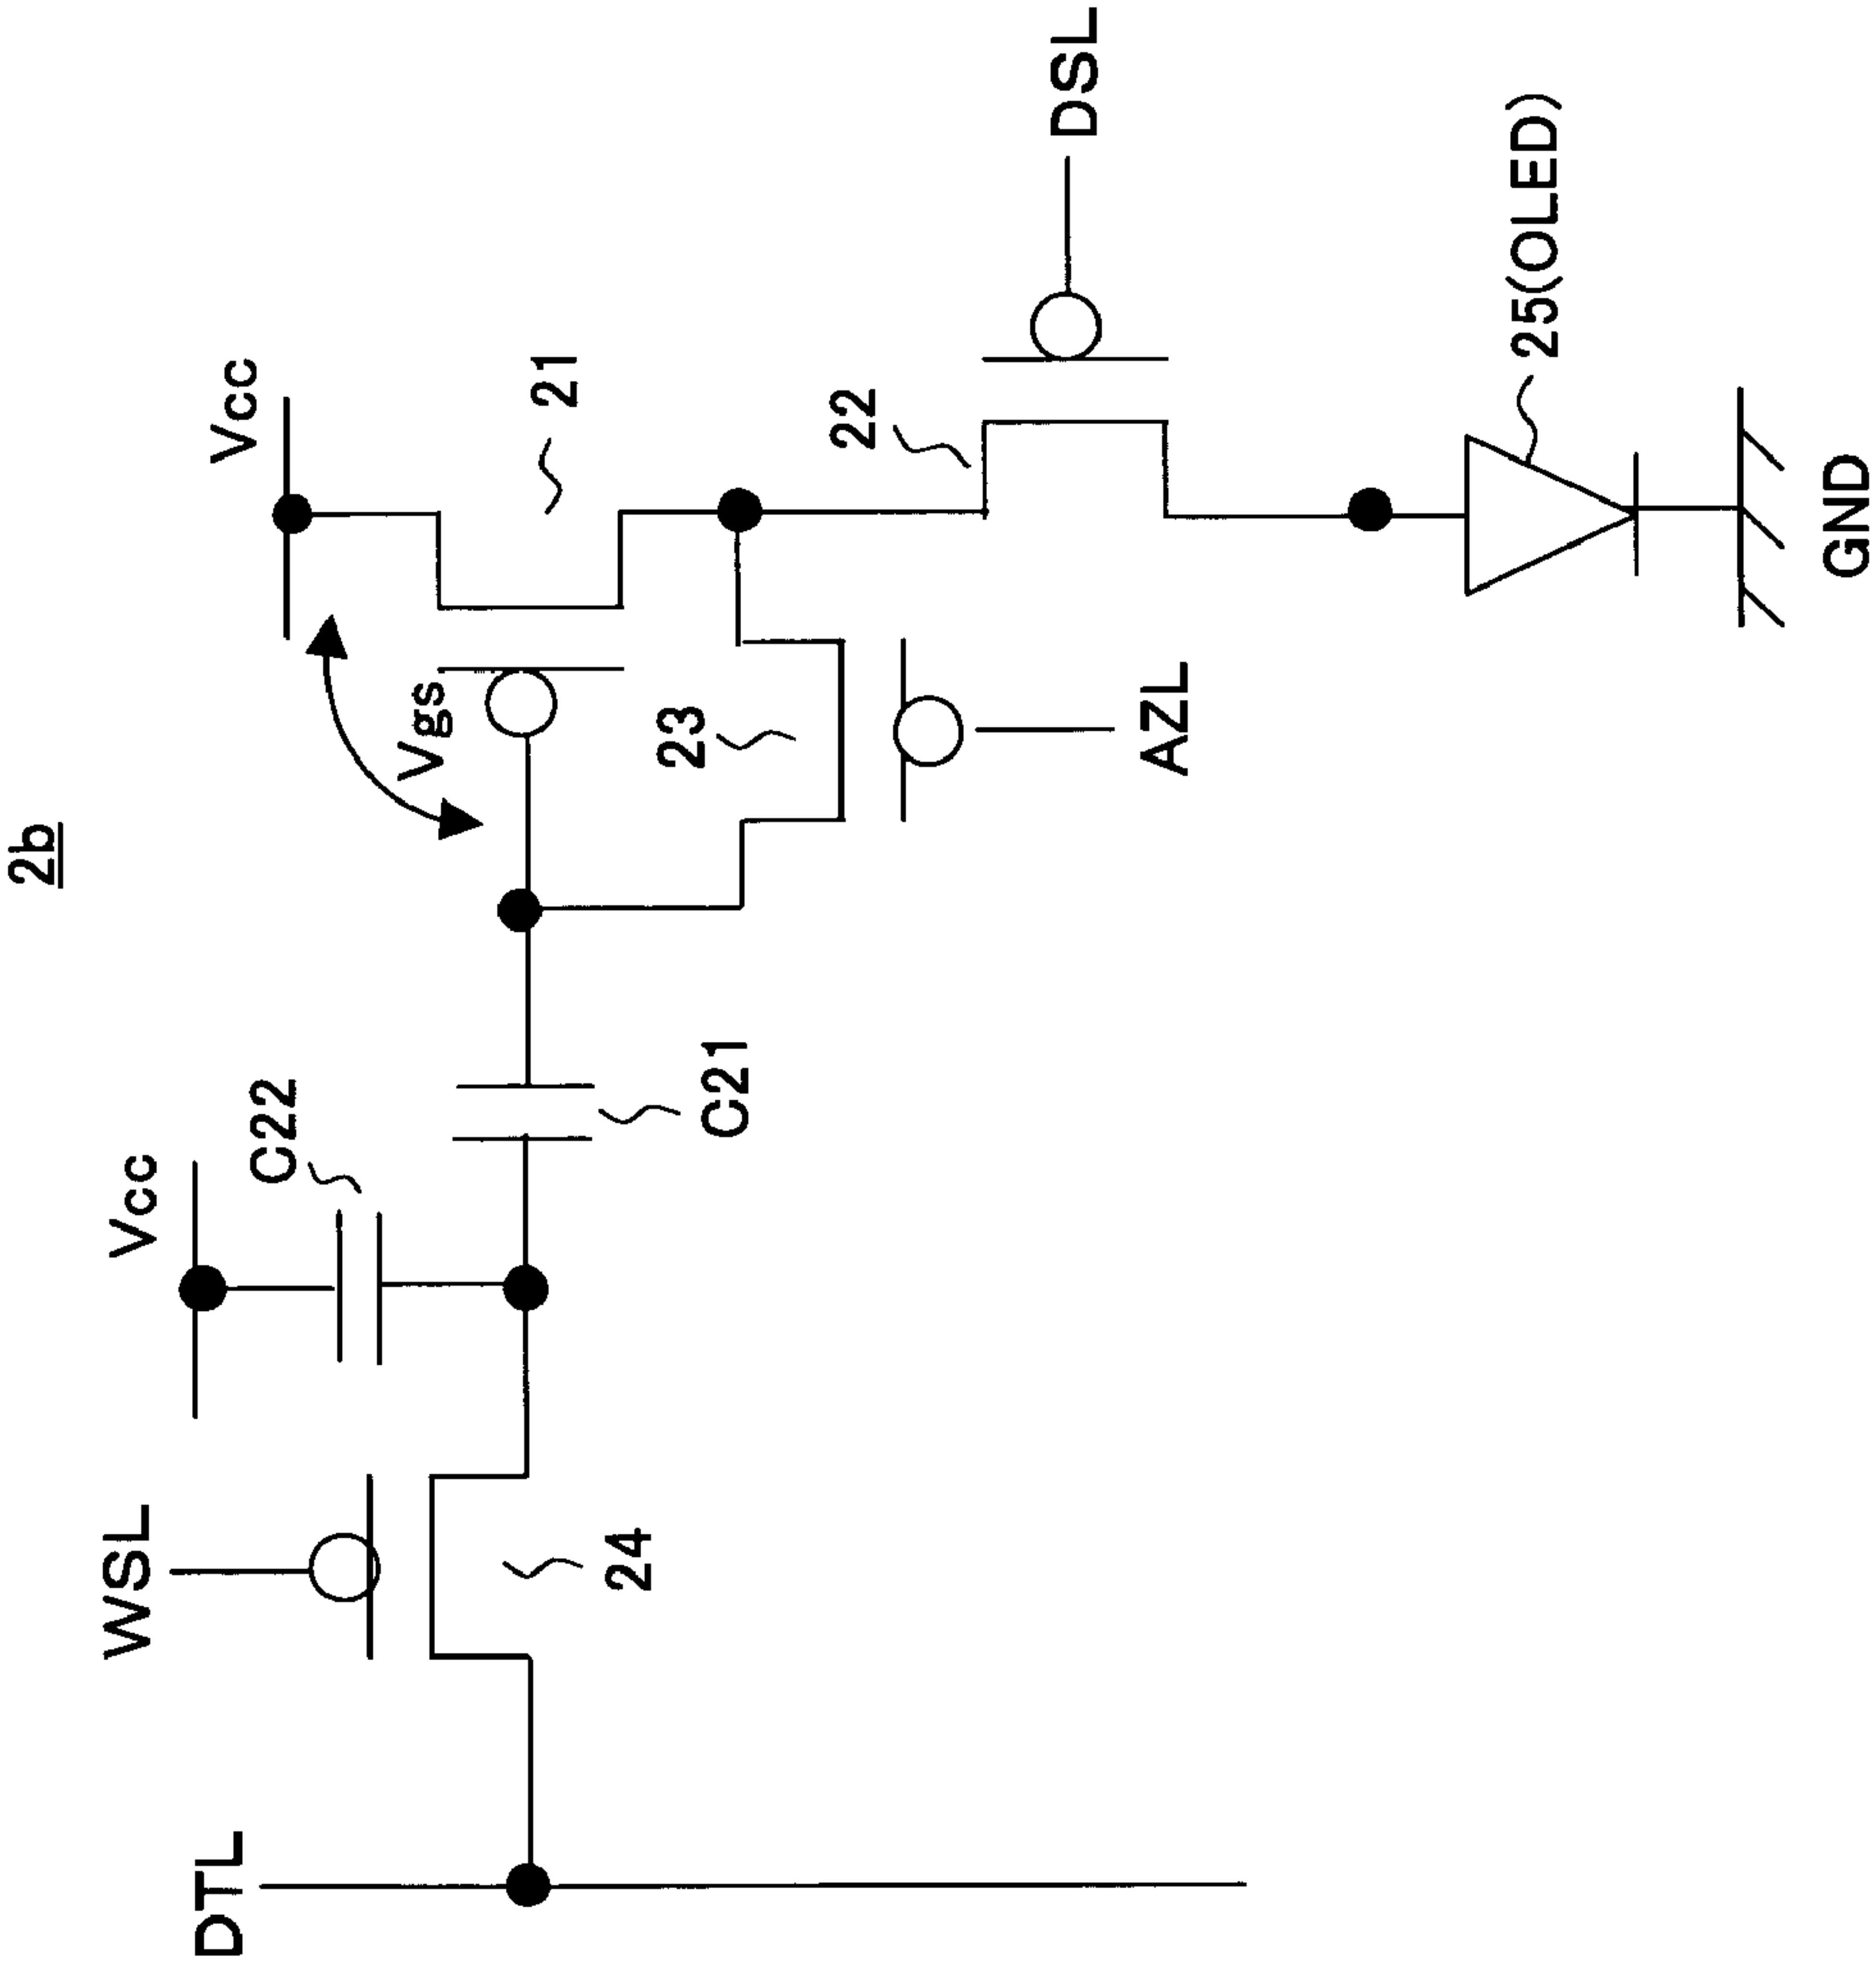 2b
Vcc
Vcc
WSL
DTL
C22
Vgs
21
C21
24
23
22
AZL
DSL
25(OLED)
GND